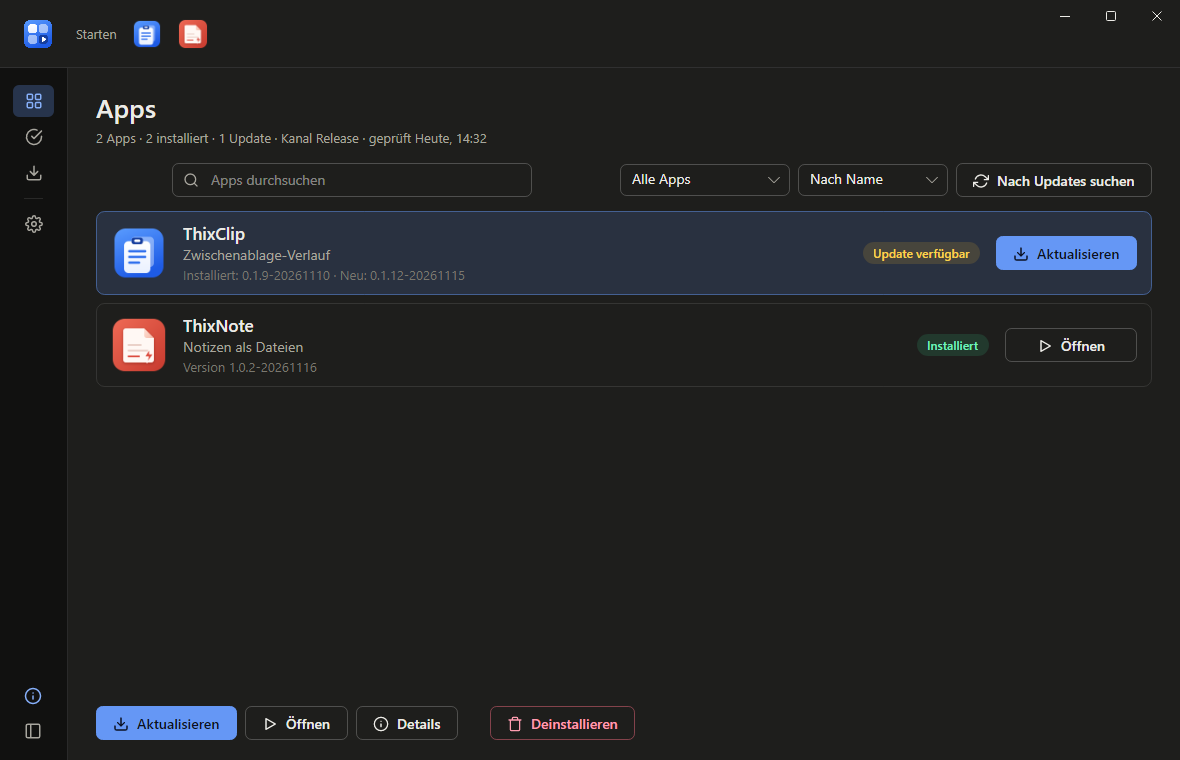 Starten
Apps
2 Apps · 2 installiert · 1 Update · Kanal Release · geprüft Heute, 14:32
Apps durchsuchen
Alle Apps
Nach Name
Nach Updates suchen
ThixClip
Zwischenablage-Verlauf
Installiert: 0.1.9-20261110 · Neu: 0.1.12-20261115
Update verfügbar
Aktualisieren
ThixNote
Notizen als Dateien
Version 1.0.2-20261116
Installiert
Öffnen
Aktualisieren
Öffnen
Details
Deinstallieren